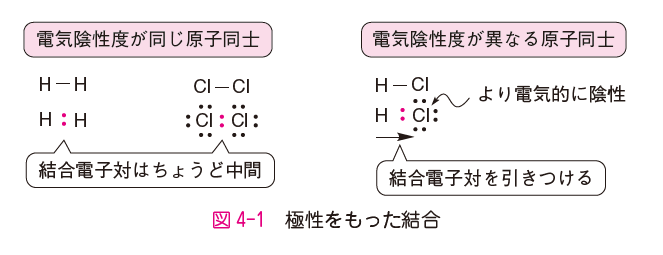 電気陰性度が同じ原子同士
H－H
Cl－Cl
H : H
Cl : Cl
結合電子対はちょうど中間
電気陰性度が異なる原子同士
H－Cl
H : Cl
より電気的に陰性
結合電子対を引きつける
図 4-1 極性をもった結合